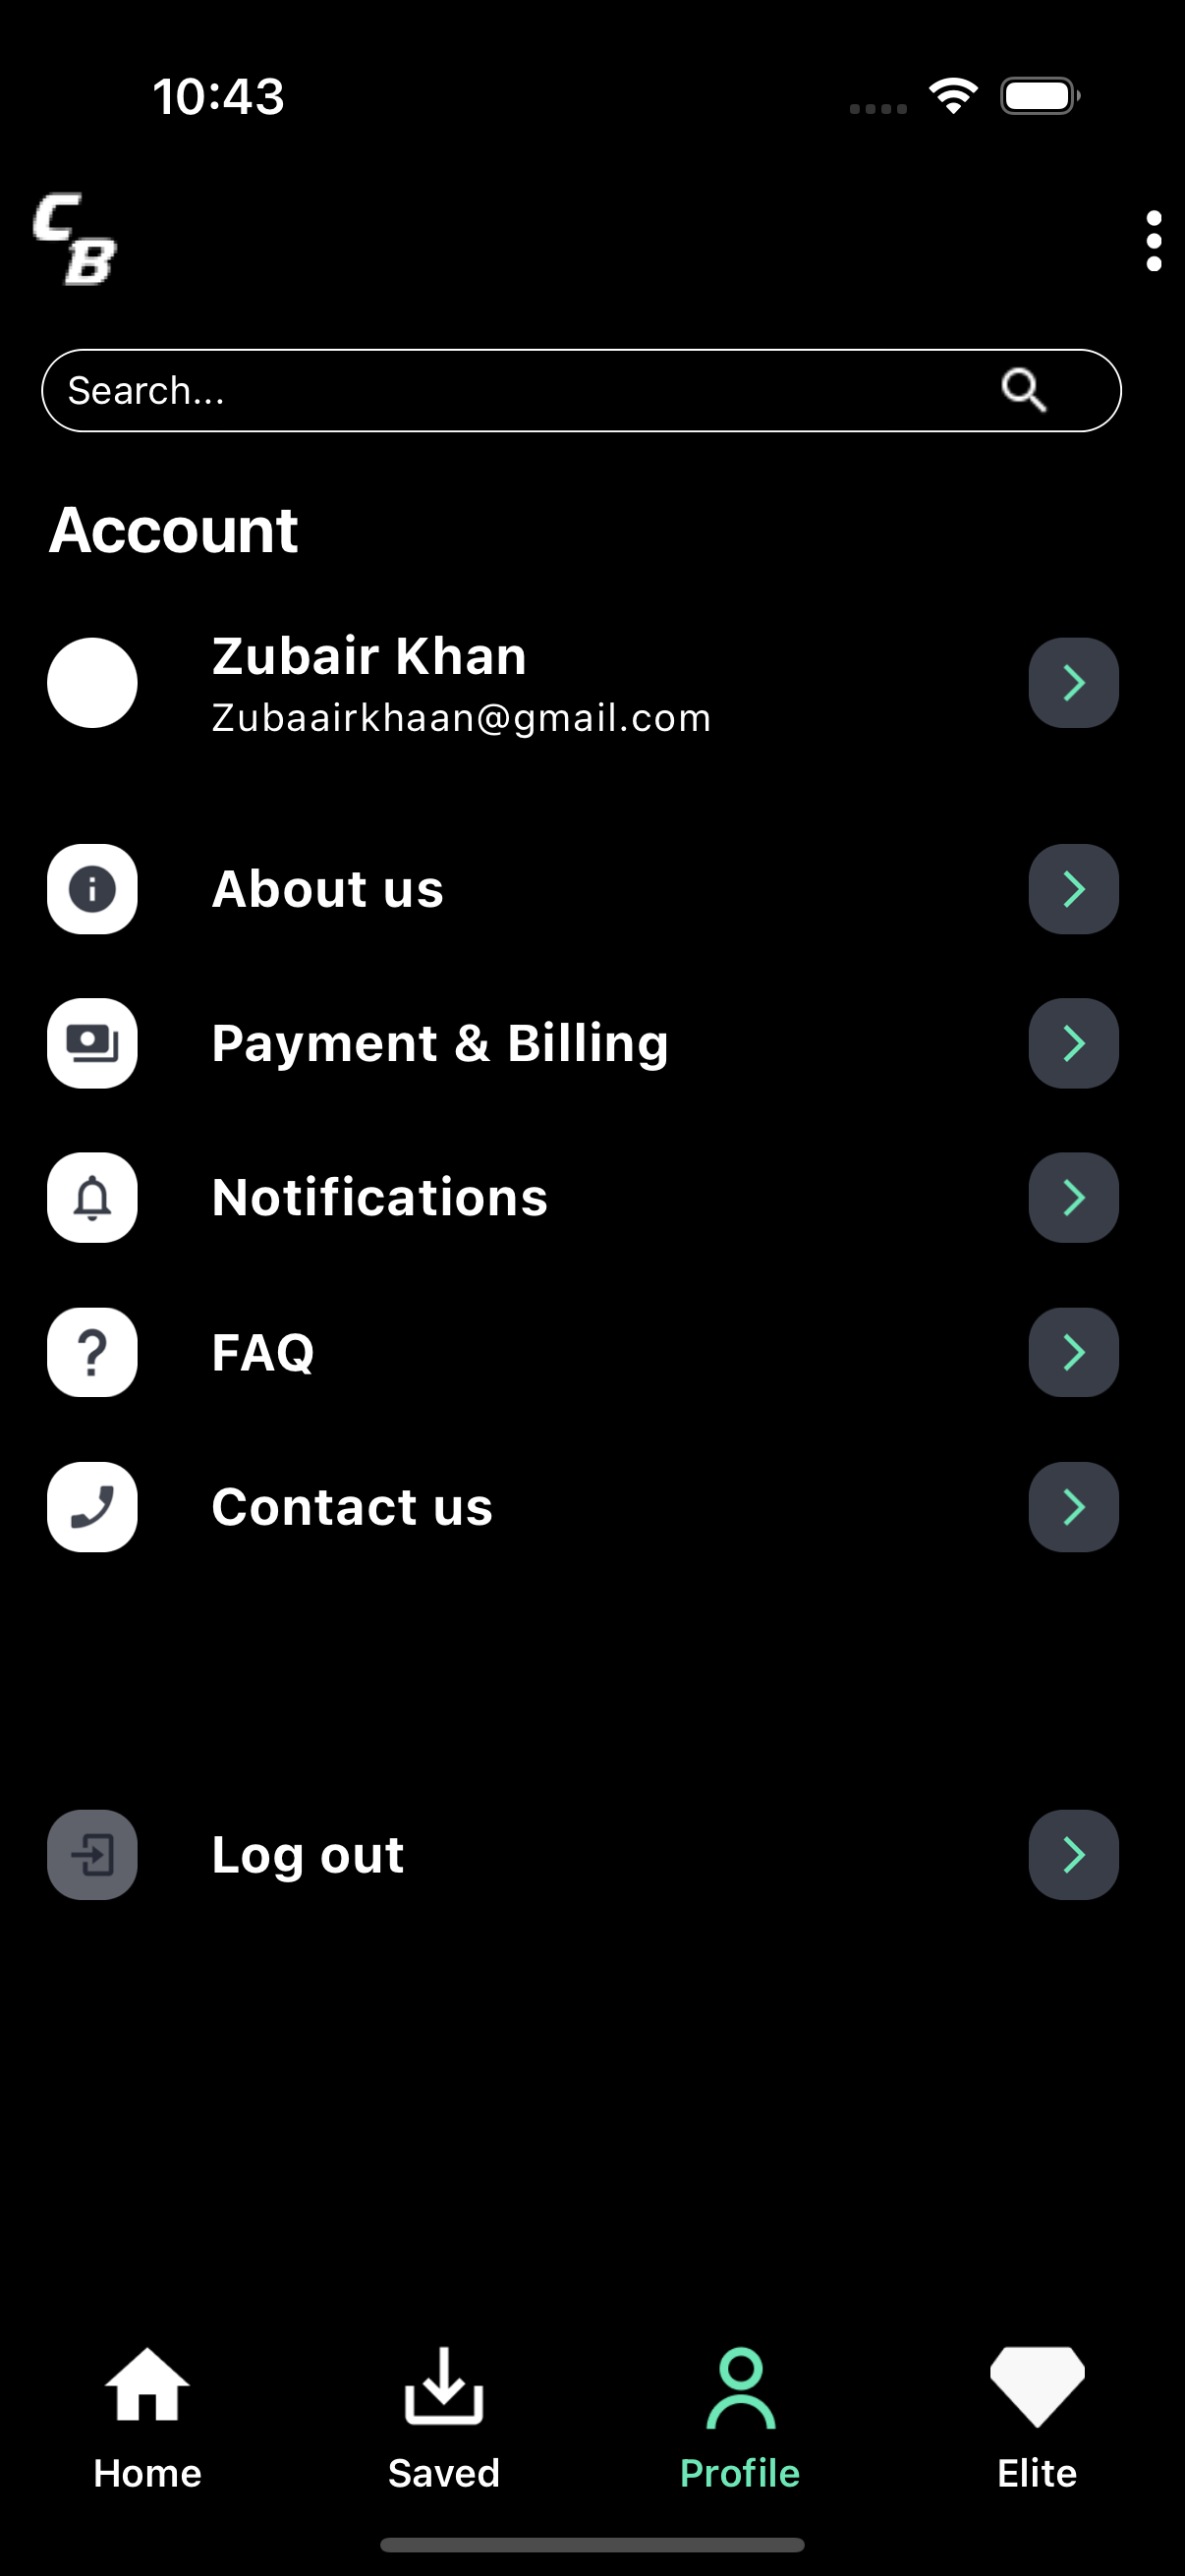 10:43
C
B
Search...
Account
Zubair Khan
Zubaairkhaan@gmail.com
About us
Payment & Billing
Notifications
FAQ
Contact us
Log out
Home
Saved
Profile
Elite